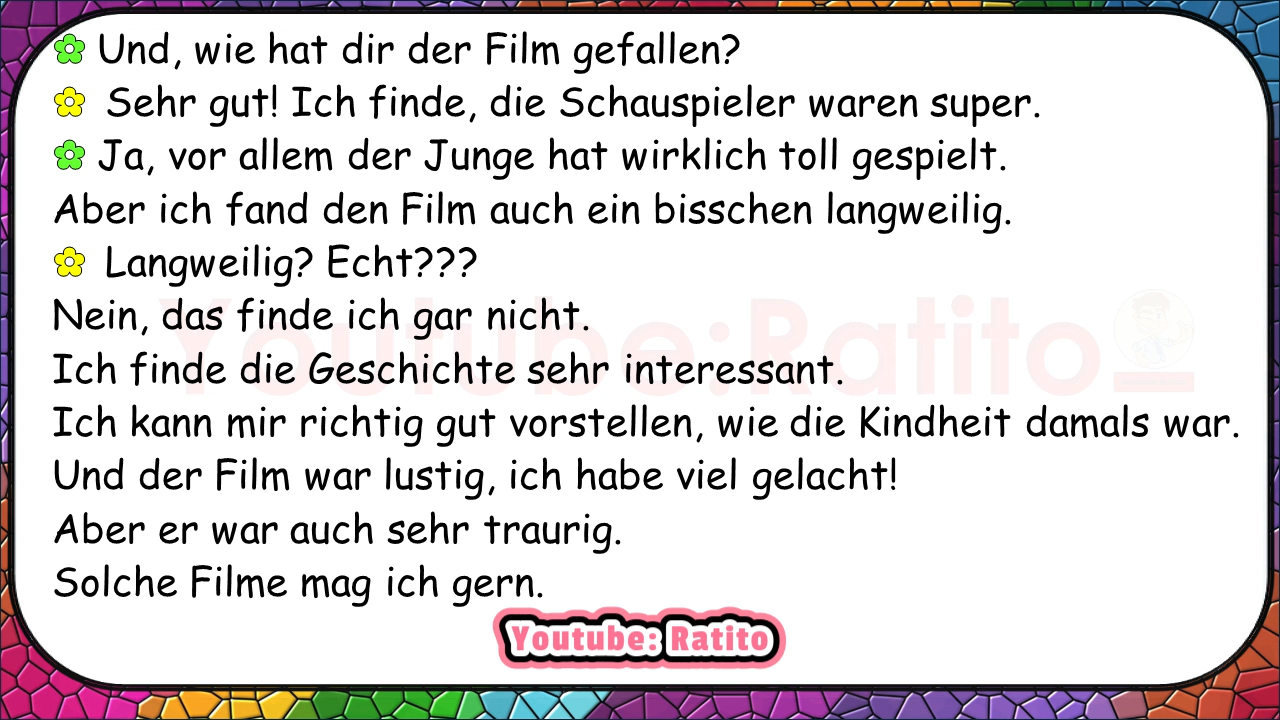 Und, wie hat dir der Film gefallen?
Sehr gut! Ich finde, die Schauspieler waren super.
Ja, vor allem der Junge hat wirklich toll gespielt.
Aber ich fand den Film auch ein bisschen langweilig.
Langweilig? Echt???
Nein, das finde ich gar nicht.
Youtube:Ratito
Ich finde die Geschichte sehr interessant.
Ich kann mir richtig gut vorstellen, wie die Kindheit damals war.
Und der Film war lustig, ich habe viel gelacht!
Aber er war auch sehr traurig.
Solche Filme mag ich gern.
Youtube: Ratito